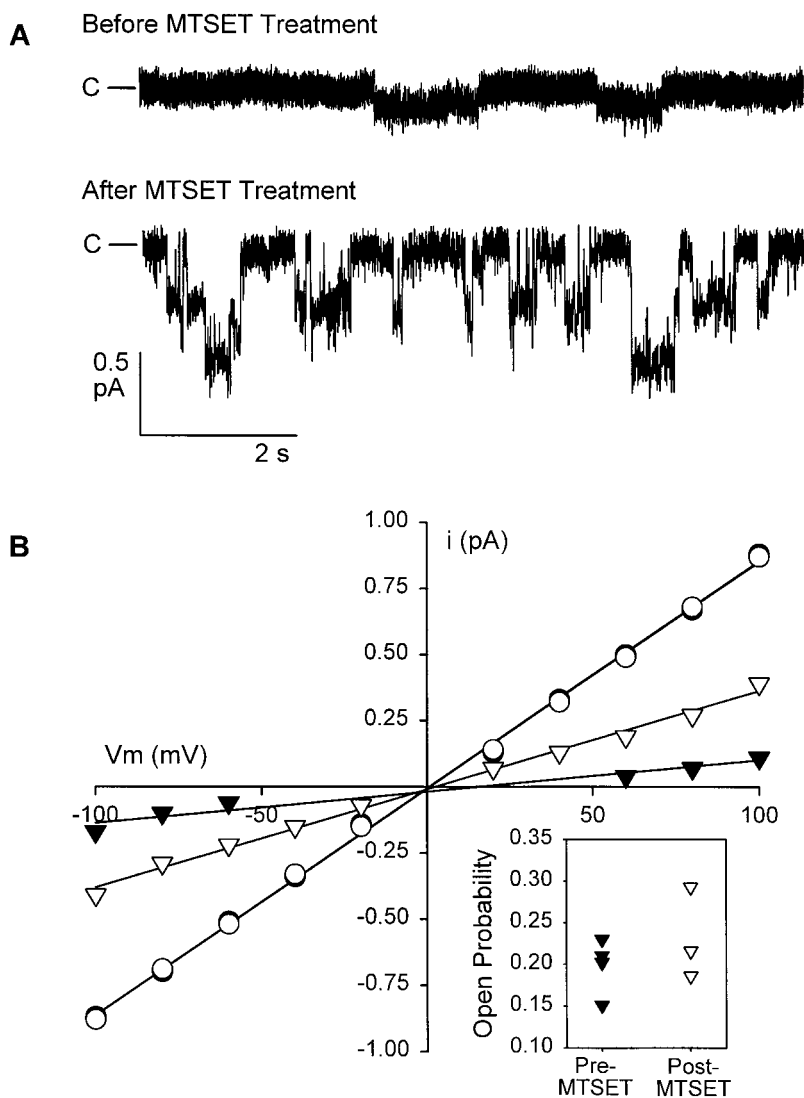 A
Before MTSET Treatment
C
After MTSET Treatment
C
0.5
pA
2 s
B
1.00
i (pA)
0.75
0.50
0.25
Vm (mV)
-100
-50
50
100
-0.25
-0.50
-0.75
-1.00
Open Probability
0.35
0.30
0.25
0.20
0.15
0.10
Pre-
MTSET
Post-
MTSET